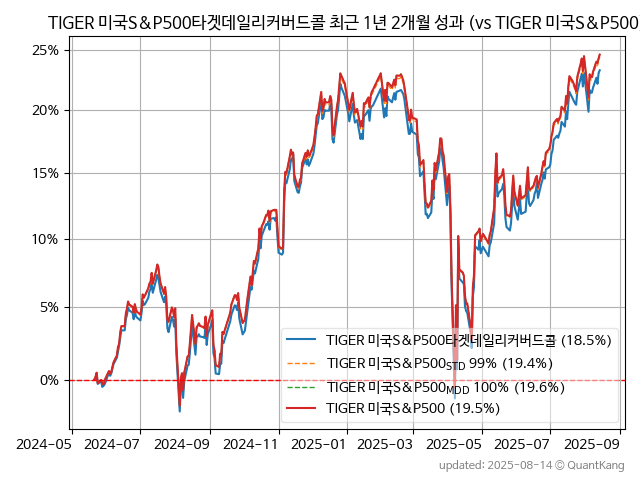 TIGER 미국S&P500타겟데일리커버드콜 최근 1년 2개월 성과 (vs TIGER 미국S&P500
25%
20%
15%
10%
5%
0%
TIGER 미국S&P500타겟데일리커버드콜 (18.5%)
TIGER 미국S&P500STD 99% (19.4%)
TIGER 미국S&P500MDD 100% (19.6%)
TIGER 미국S&P500 (19.5%)
2024-05 2024-07 2024-09 2024-11 2025-01 2025-03 2025-05 2025-07 2025-09
updated: 2025-08-14 © QuantKang